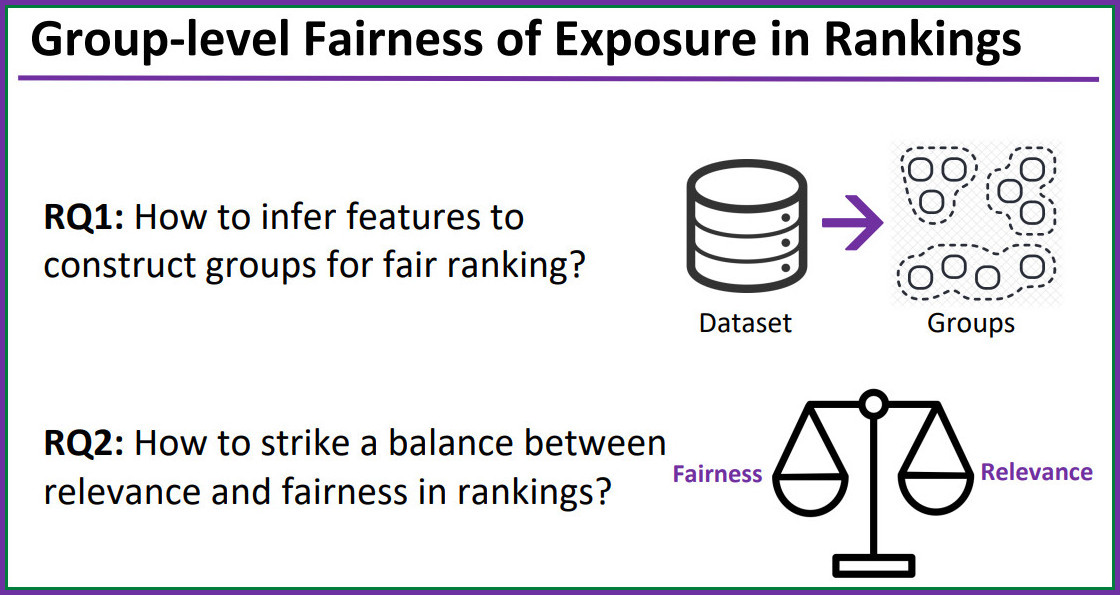 Group-level Fairness of Exposure in Rankings
RQ1: How to infer features to
construct groups for fair ranking?
Dataset
Groups
RQ2: How to strike a balance between
relevance and fairness in rankings?
Fairness
Relevance